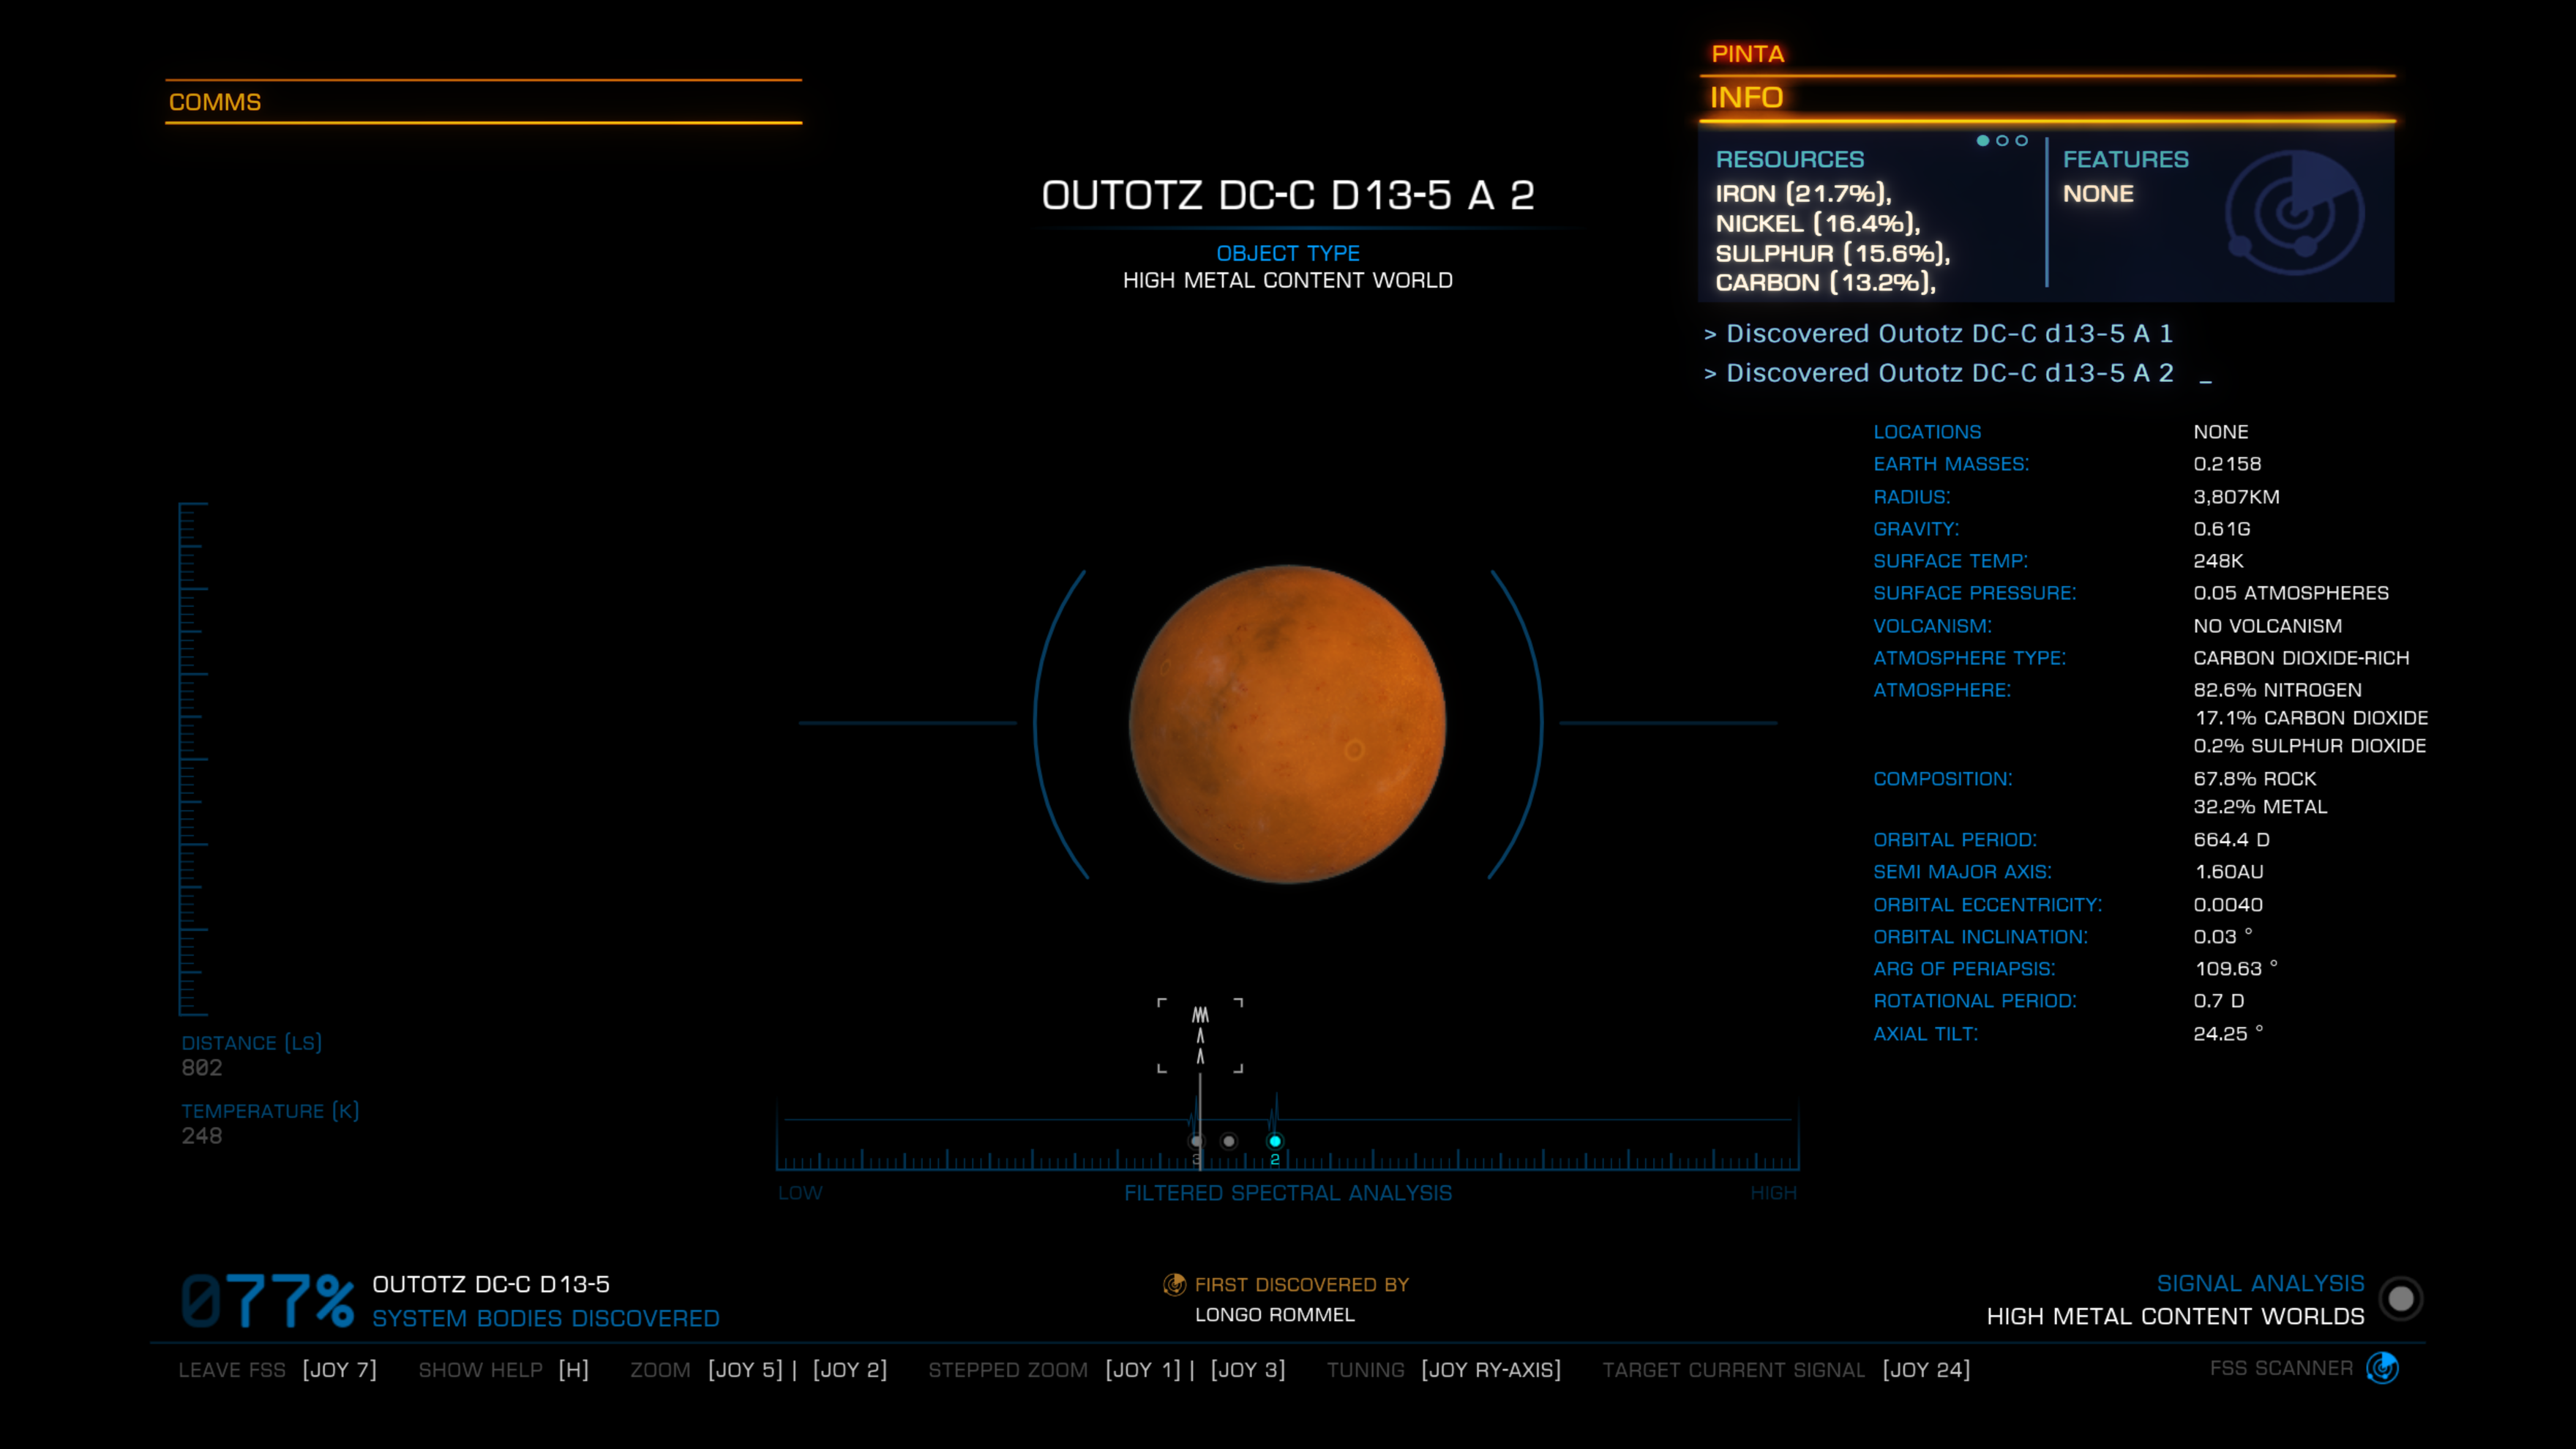 COMMS
PINTA
INFO
RESOURCES
IRON (21.7%),
NICKEL (16.4%),
SULPHUR (15.6%),
CARBON (13.2%),
FEATURES
NONE
> Discovered Outotz DC-C d13-5 A 1
> Discovered Outotz DC-C d13-5 A 2 _
OUTOTZ DC-C D13-5 A 2
OBJECT TYPE
HIGH METAL CONTENT WORLD
LOCATIONS NONE
EARTH MASSES: 0.2158
RADIUS: 3,807KM
GRAVITY: 0.61G
SURFACE TEMP: 248K
SURFACE PRESSURE: 0.05 ATMOSPHERES
VOLCANISM: NO VOLCANISM
ATMOSPHERE TYPE: CARBON DIOXIDE-RICH
ATMOSPHERE: 82.6% NITROGEN
17.1% CARBON DIOXIDE
0.2% SULPHUR DIOXIDE
COMPOSITION: 67.8% ROCK
32.2% METAL
ORBITAL PERIOD: 664.4 D
SEMI MAJOR AXIS: 1.60AU
ORBITAL ECCENTRICITY: 0.0040
ORBITAL INCLINATION: 0.03 °
ARG OF PERIAPSIS: 109.63 °
ROTATIONAL PERIOD: 0.7 D
AXIAL TILT: 24.25 °
DISTANCE (LS)
802
TEMPERATURE (K)
248
3 2
LOW FILTERED SPECTRAL ANALYSIS HIGH
077% OUTOTZ DC-C D13-5
SYSTEM BODIES DISCOVERED
FIRST DISCOVERED BY
LONGO ROMMEL
SIGNAL ANALYSIS
HIGH METAL CONTENT WORLDS
LEAVE FSS [JOY 7] SHOW HELP [H] ZOOM [JOY 5] | [JOY 2] STEPPED ZOOM [JOY 1] | [JOY 3] TUNING [JOY RY-AXIS] TARGET CURRENT SIGNAL [JOY 24] FSS SCANNER